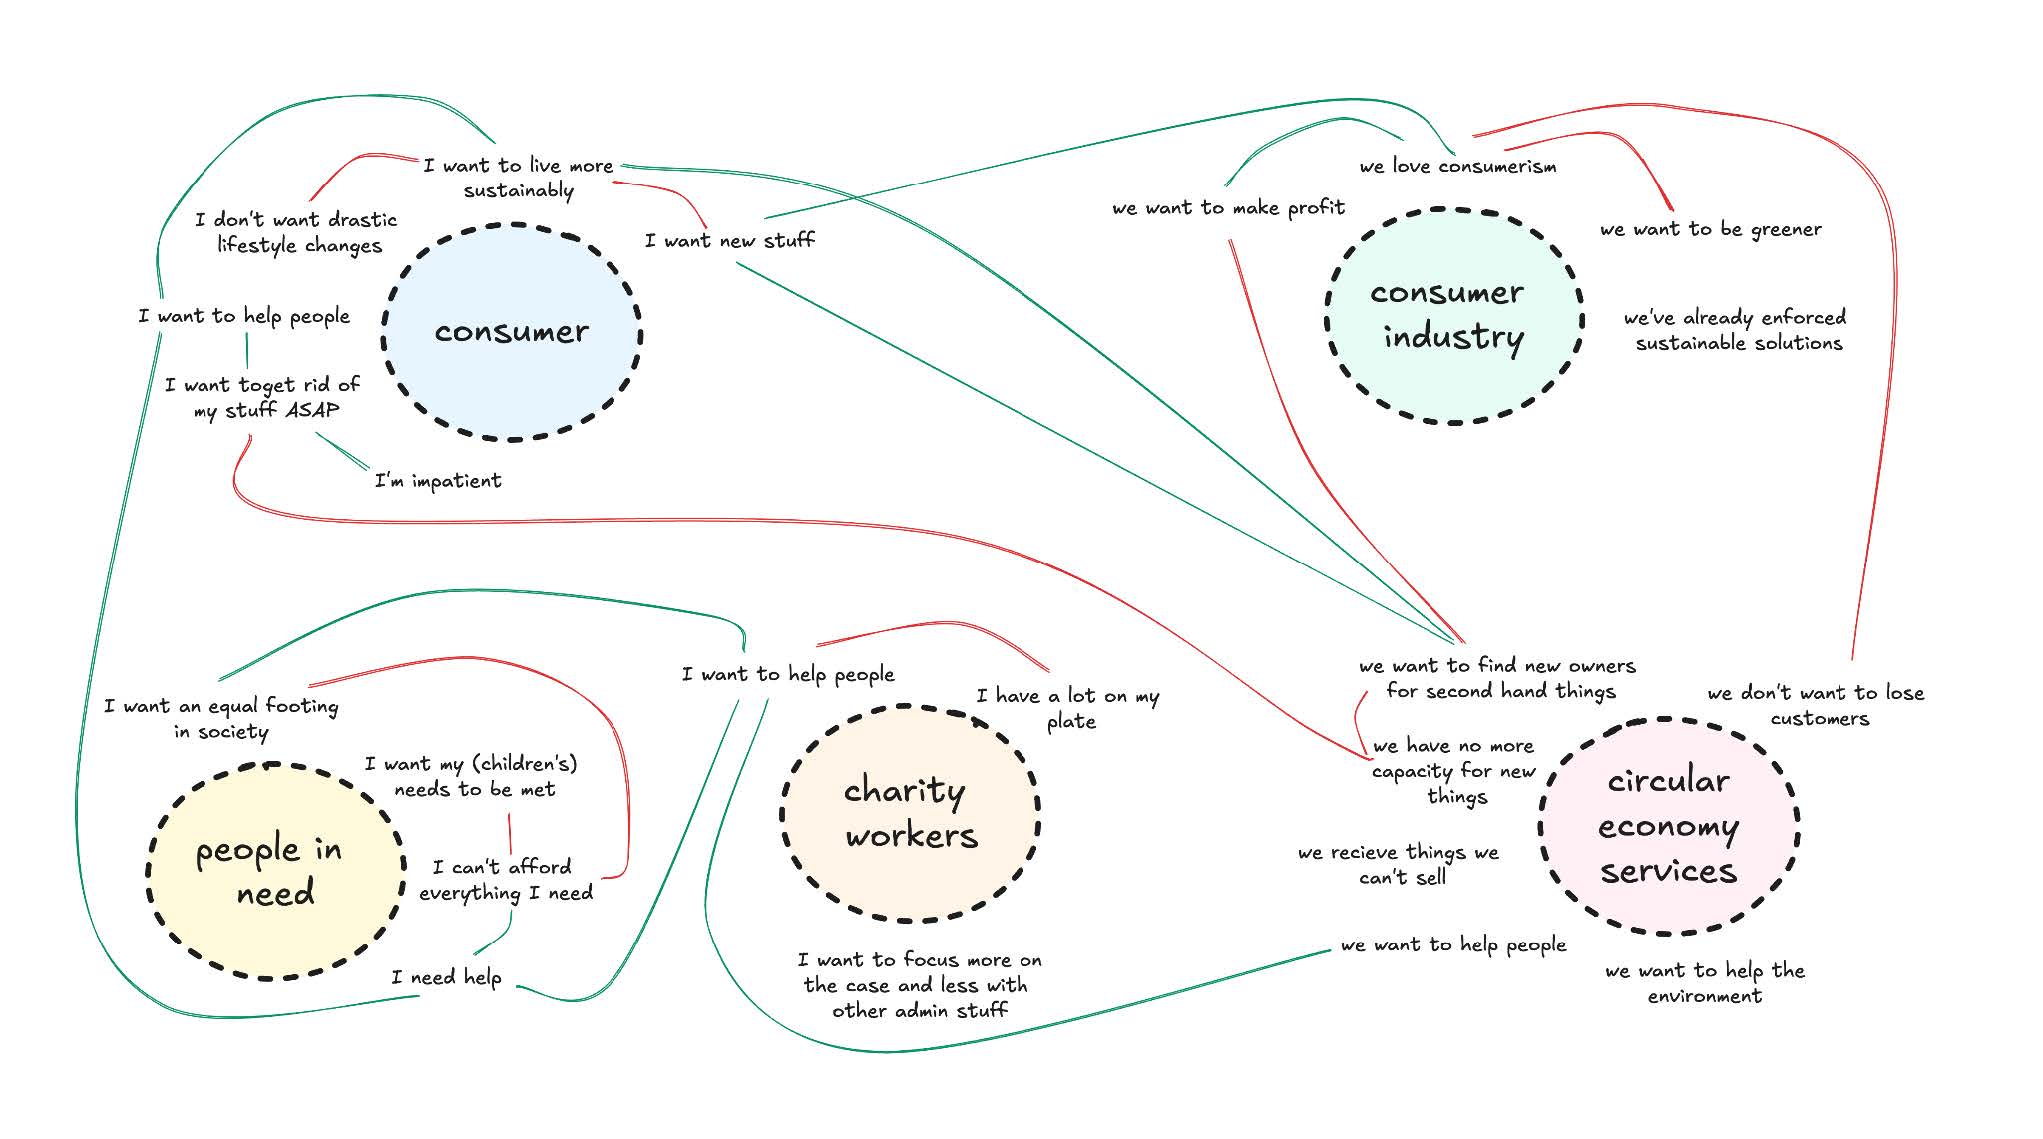 I want to live more
sustainably
I don't want drastic
lifestyle changes
I want new stuff
I want to help people
consumer
I want toget rid of
my stuff ASAP
I'm impatient
we love consumerism
we want to make profit
we want to be greener
consumer
industry
we've already enforced
sustainable solutions
I want an equal footing
in society
I want my (children's)
needs to be met
people in
need
I can't afford
everything I need
I need help
I want to help people
I have a lot on my
plate
charity
workers
I want to focus more on
the case and less with
other admin stuff
we want to find new owners
for second hand things
we don't want to lose
customers
we have no more
capacity for new
things
circular
economy
services
we recieve things we
can't sell
we want to help people
we want to help the
environment